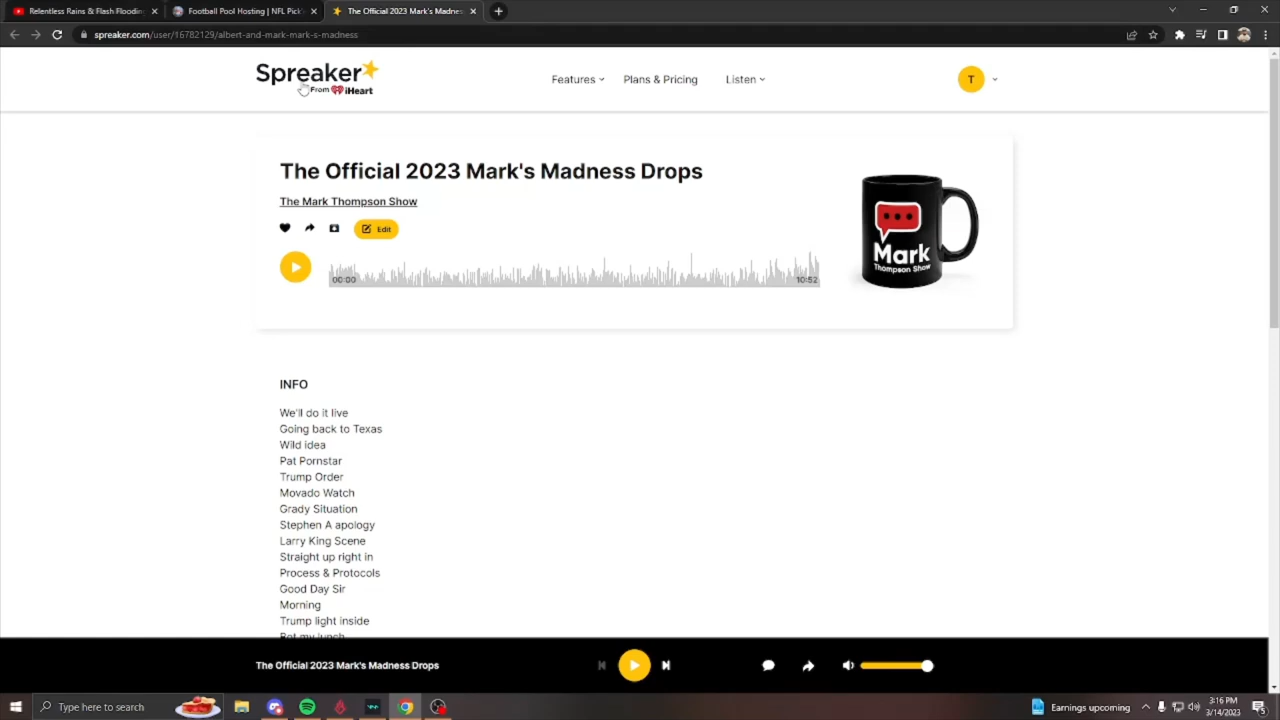 Relentless Rains & Flash Flooding
Football Pool Hosting | NFL Pick'
The Official 2023 Mark's Madnes
spreaker.com/user/16782129/albert-and-mark-mark-s-madness
Spreaker
From iHeart
Features
Plans & Pricing
Listen
T
The Official 2023 Mark's Madness Drops
The Mark Thompson Show
Edit
00:00
10:52
Mark
Thompson Show
INFO
We'll do it live
Going back to Texas
Wild idea
Pat Pornstar
Trump Order
Movado Watch
Grady Situation
Stephen A apology
Larry King Scene
Straight up right in
Process & Protocols
Good Day Sir
Morning
Trump light inside
The Official 2023 Mark's Madness Drops
Type here to search
Earnings upcoming
3:16 PM
3/14/2023
5